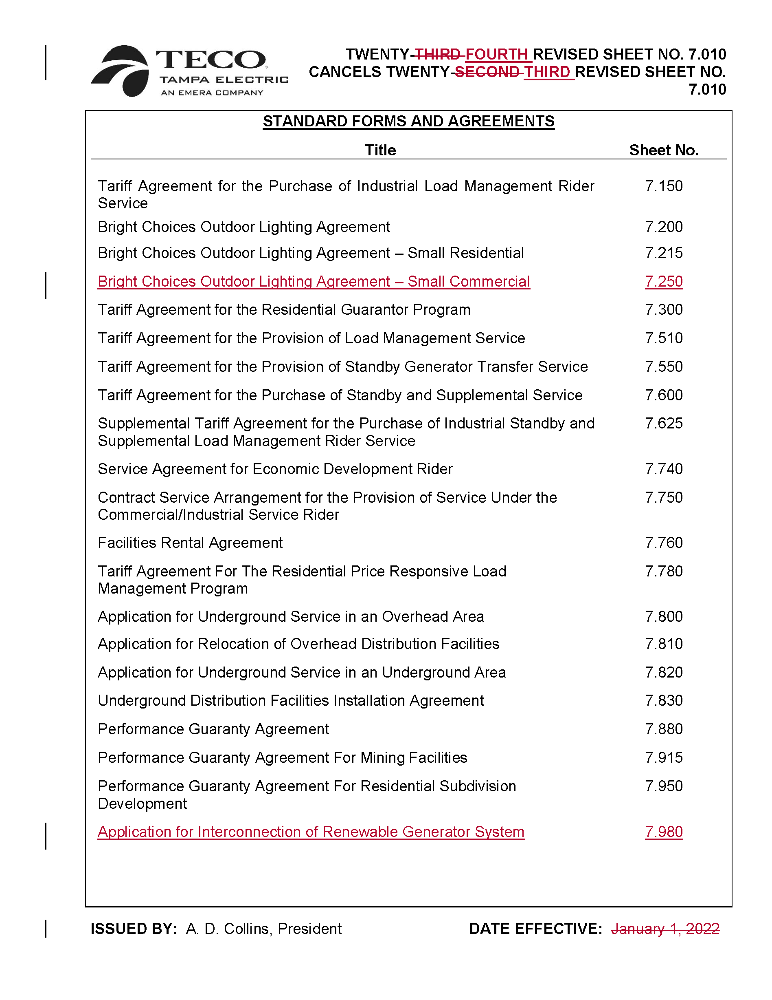 TECO®
TAMPA ELECTRIC
AN EMERA COMPANY
TWENTY-THIRD FOURTH REVISED SHEET NO. 7.010
CANCELS TWENTY-SECOND THIRD REVISED SHEET NO.
7.010
STANDARD FORMS AND AGREEMENTS
Title Sheet No.
Tariff Agreement for the Purchase of Industrial Load Management Rider 7.150
Service
Bright Choices Outdoor Lighting Agreement 7.200
Bright Choices Outdoor Lighting Agreement – Small Residential 7.215
Bright Choices Outdoor Lighting Agreement – Small Commercial 7.250
Tariff Agreement for the Residential Guarantor Program 7.300
Tariff Agreement for the Provision of Load Management Service 7.510
Tariff Agreement for the Provision of Standby Generator Transfer Service 7.550
Tariff Agreement for the Purchase of Standby and Supplemental Service 7.600
Supplemental Tariff Agreement for the Purchase of Industrial Standby and 7.625
Supplemental Load Management Rider Service
Service Agreement for Economic Development Rider 7.740
Contract Service Arrangement for the Provision of Service Under the 7.750
Commercial/Industrial Service Rider
Facilities Rental Agreement 7.760
Tariff Agreement For The Residential Price Responsive Load 7.780
Management Program
Application for Underground Service in an Overhead Area 7.800
Application for Relocation of Overhead Distribution Facilities 7.810
Application for Underground Service in an Underground Area 7.820
Underground Distribution Facilities Installation Agreement 7.830
Performance Guaranty Agreement 7.880
Performance Guaranty Agreement For Mining Facilities 7.915
Performance Guaranty Agreement For Residential Subdivision 7.950
Development
Application for Interconnection of Renewable Generator System 7.980
ISSUED BY: A. D. Collins, President DATE EFFECTIVE: January 1, 2022